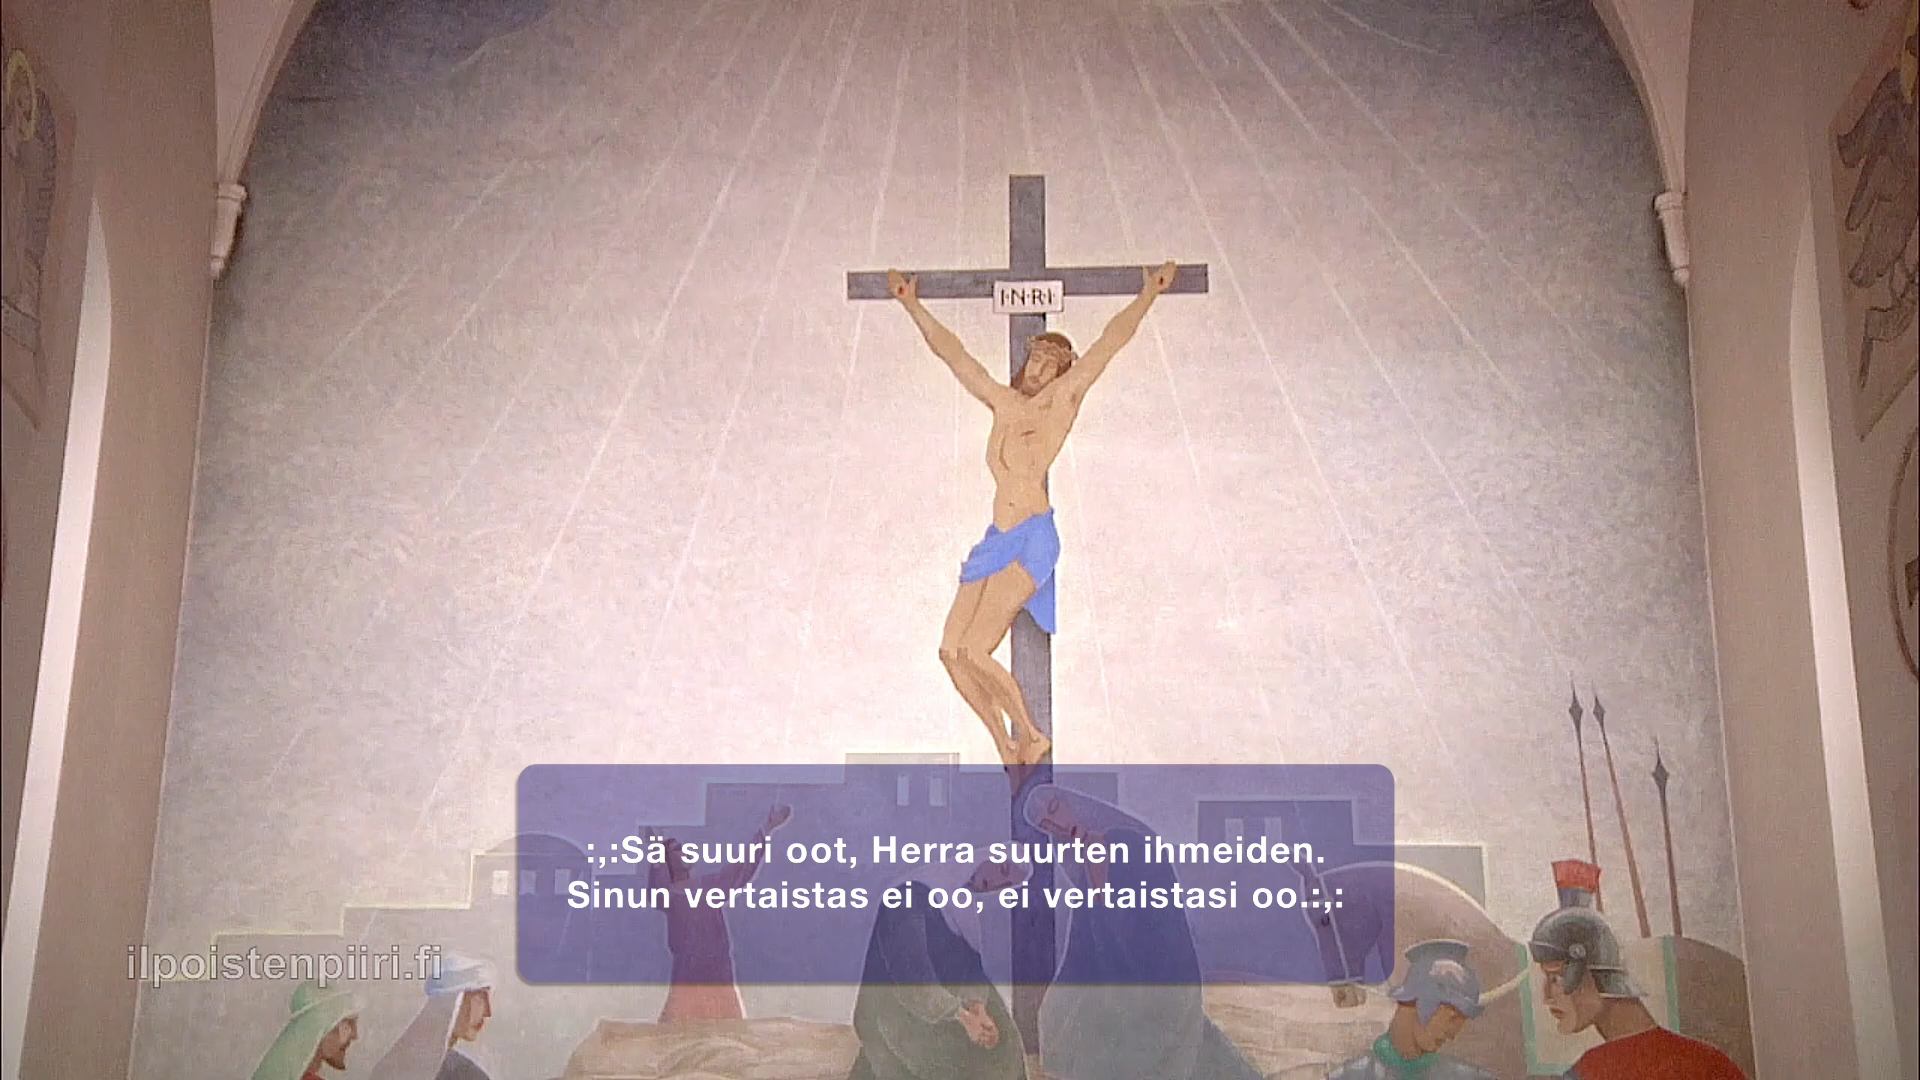 I·N·R·I·
:,:Sä suuri oot, Herra suurten ihmeiden.
Sinun vertaistas ei oo, ei vertaistasi oo.:,:
ilpoistenpiiri.fi